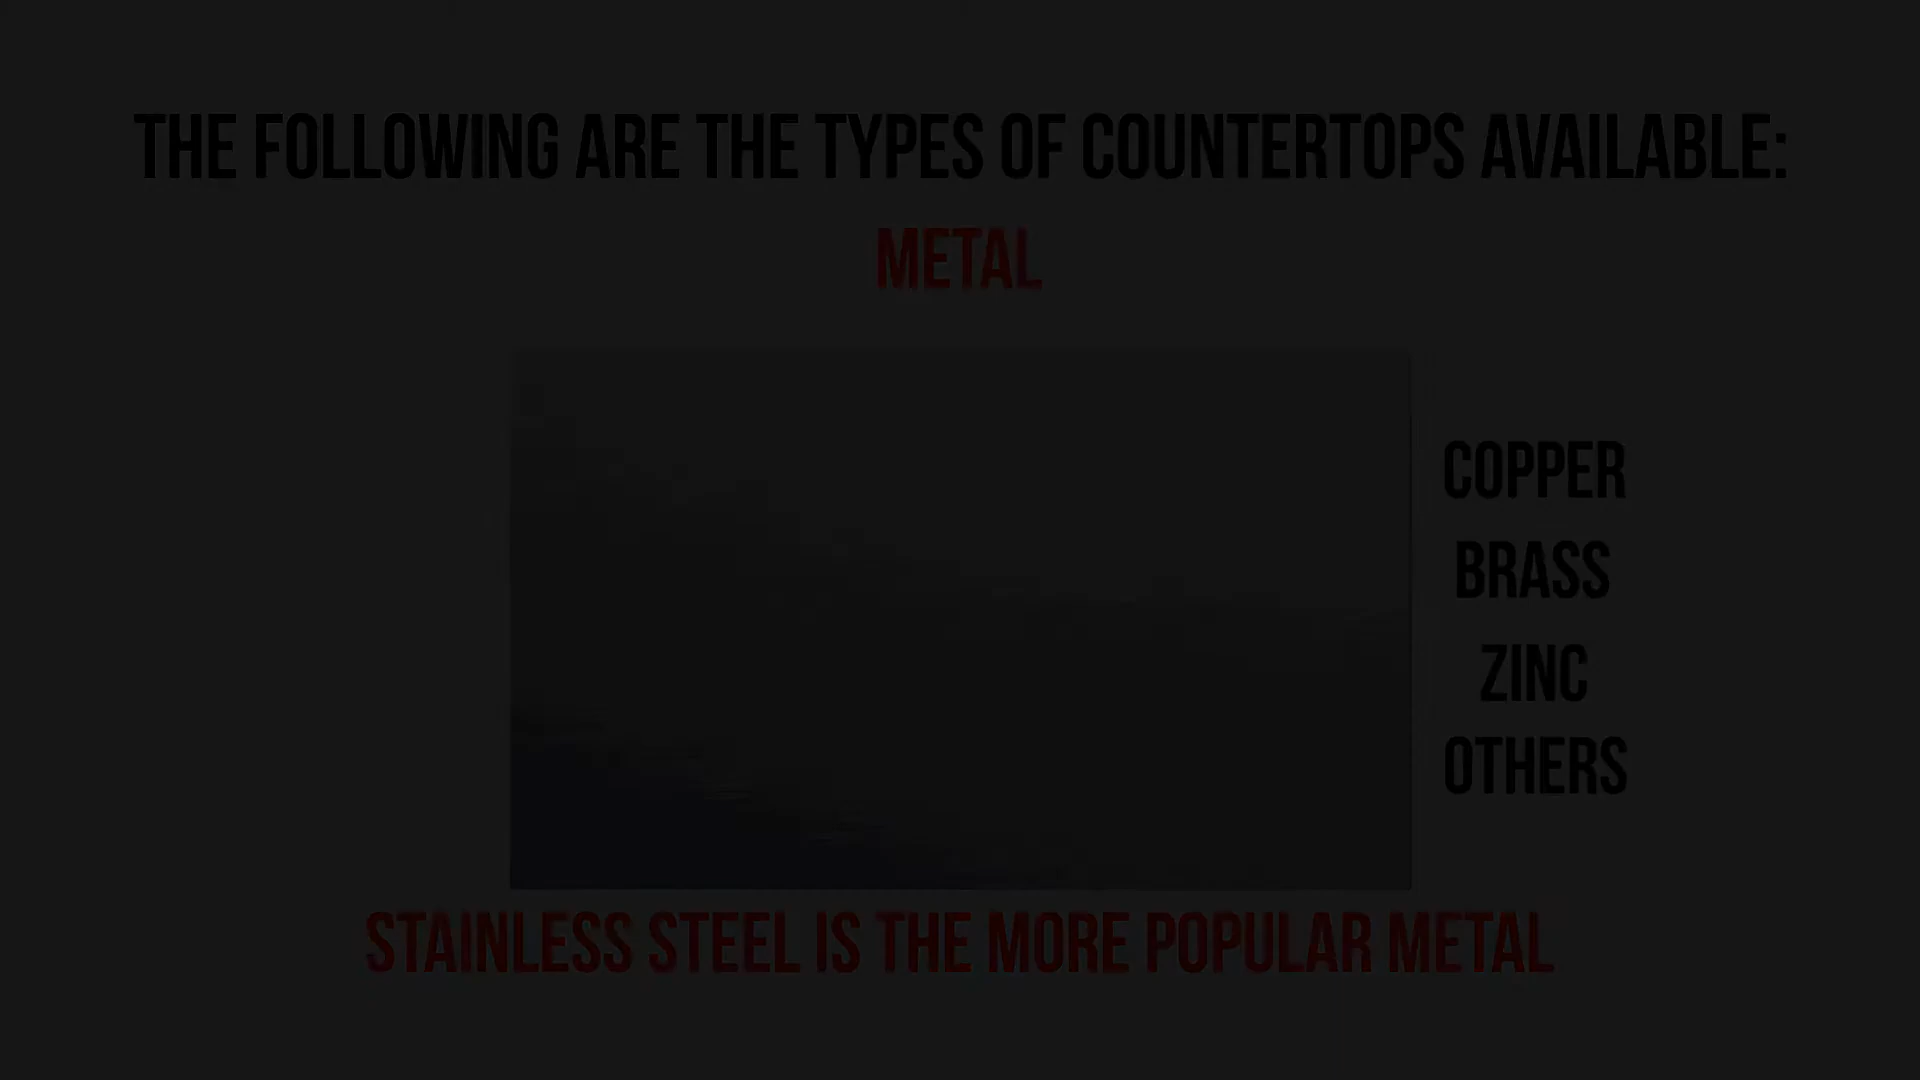 THE FOLLOWING ARE THE TYPES OF COUNTERTOPS AVAILABLE:
METAL
COPPER
BRASS
ZINC
OTHERS
STAINLESS STEEL IS THE MORE POPULAR METAL